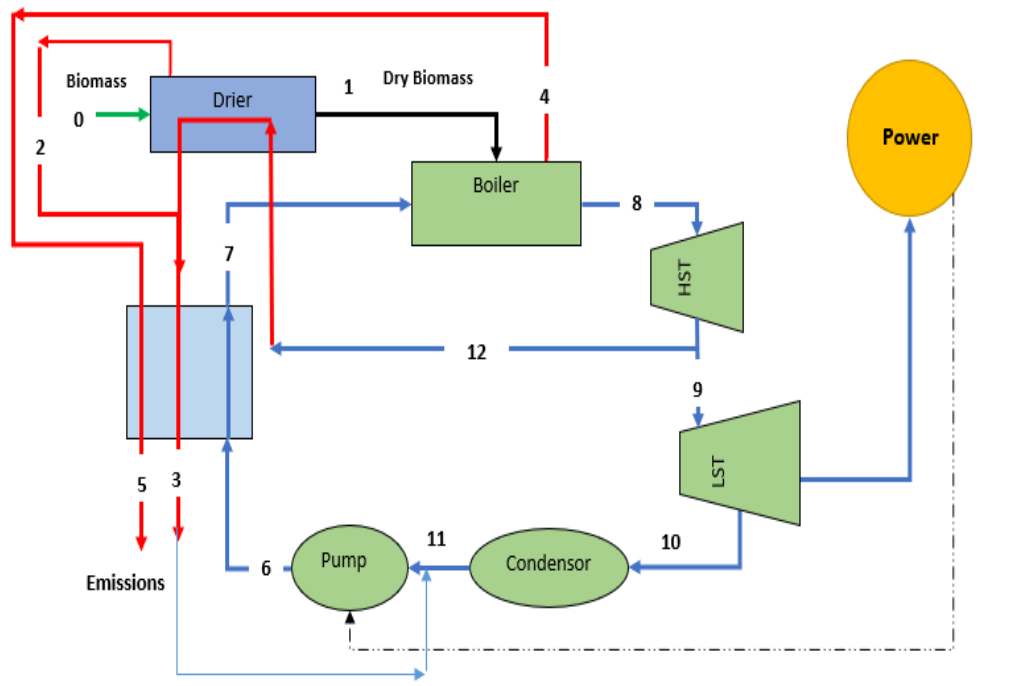 4
Biomass
0
Drier
1
Dry Biomass
2
Boiler
8
Power
7
HST
12
9
LST
5
3
Emissions
6
Pump
11
Condensor
10